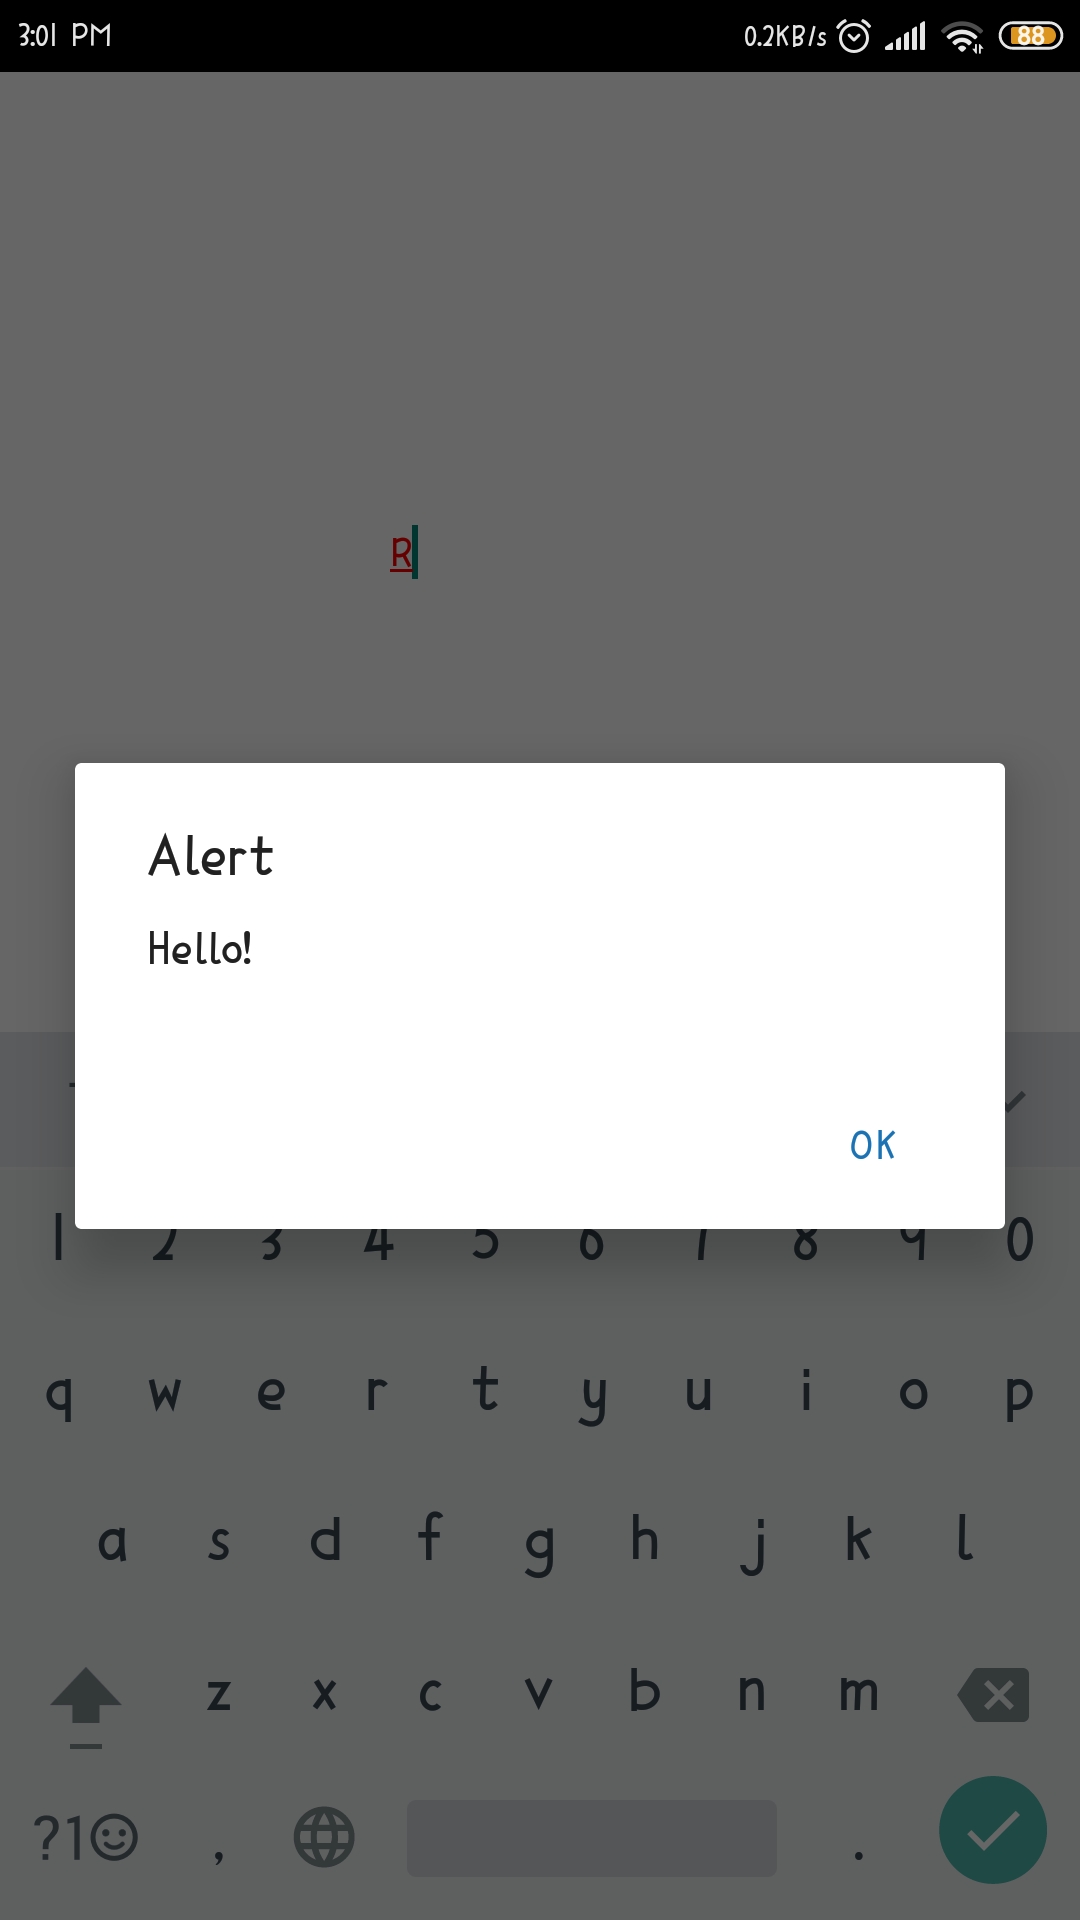 3:01 PM 0.2KB/s 88
R
Alert
Hello!
OK
1 2 3 4 5 6 7 8 9 0
q w e r t y u i o p
a s d f g h j k l
z x c v b n m
?1 , .